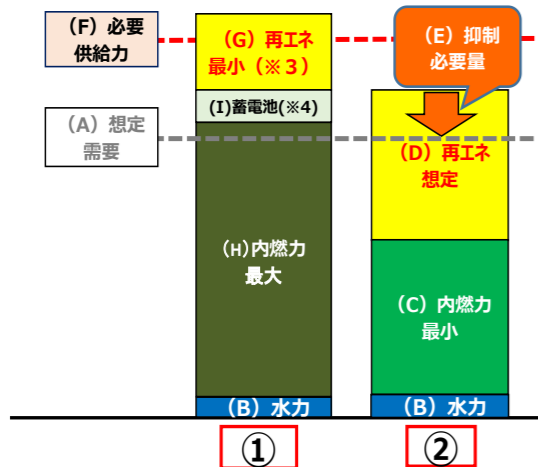 (F) 必要
供給力
(A) 想定
需要
(G) 再エネ
最小(※３)
(I)蓄電池(※4)
(H)内燃力
最大
(B) 水力
①
(E) 抑制
必要量
(D) 再エネ
想定
(C) 内燃力
最小
(B) 水力
②